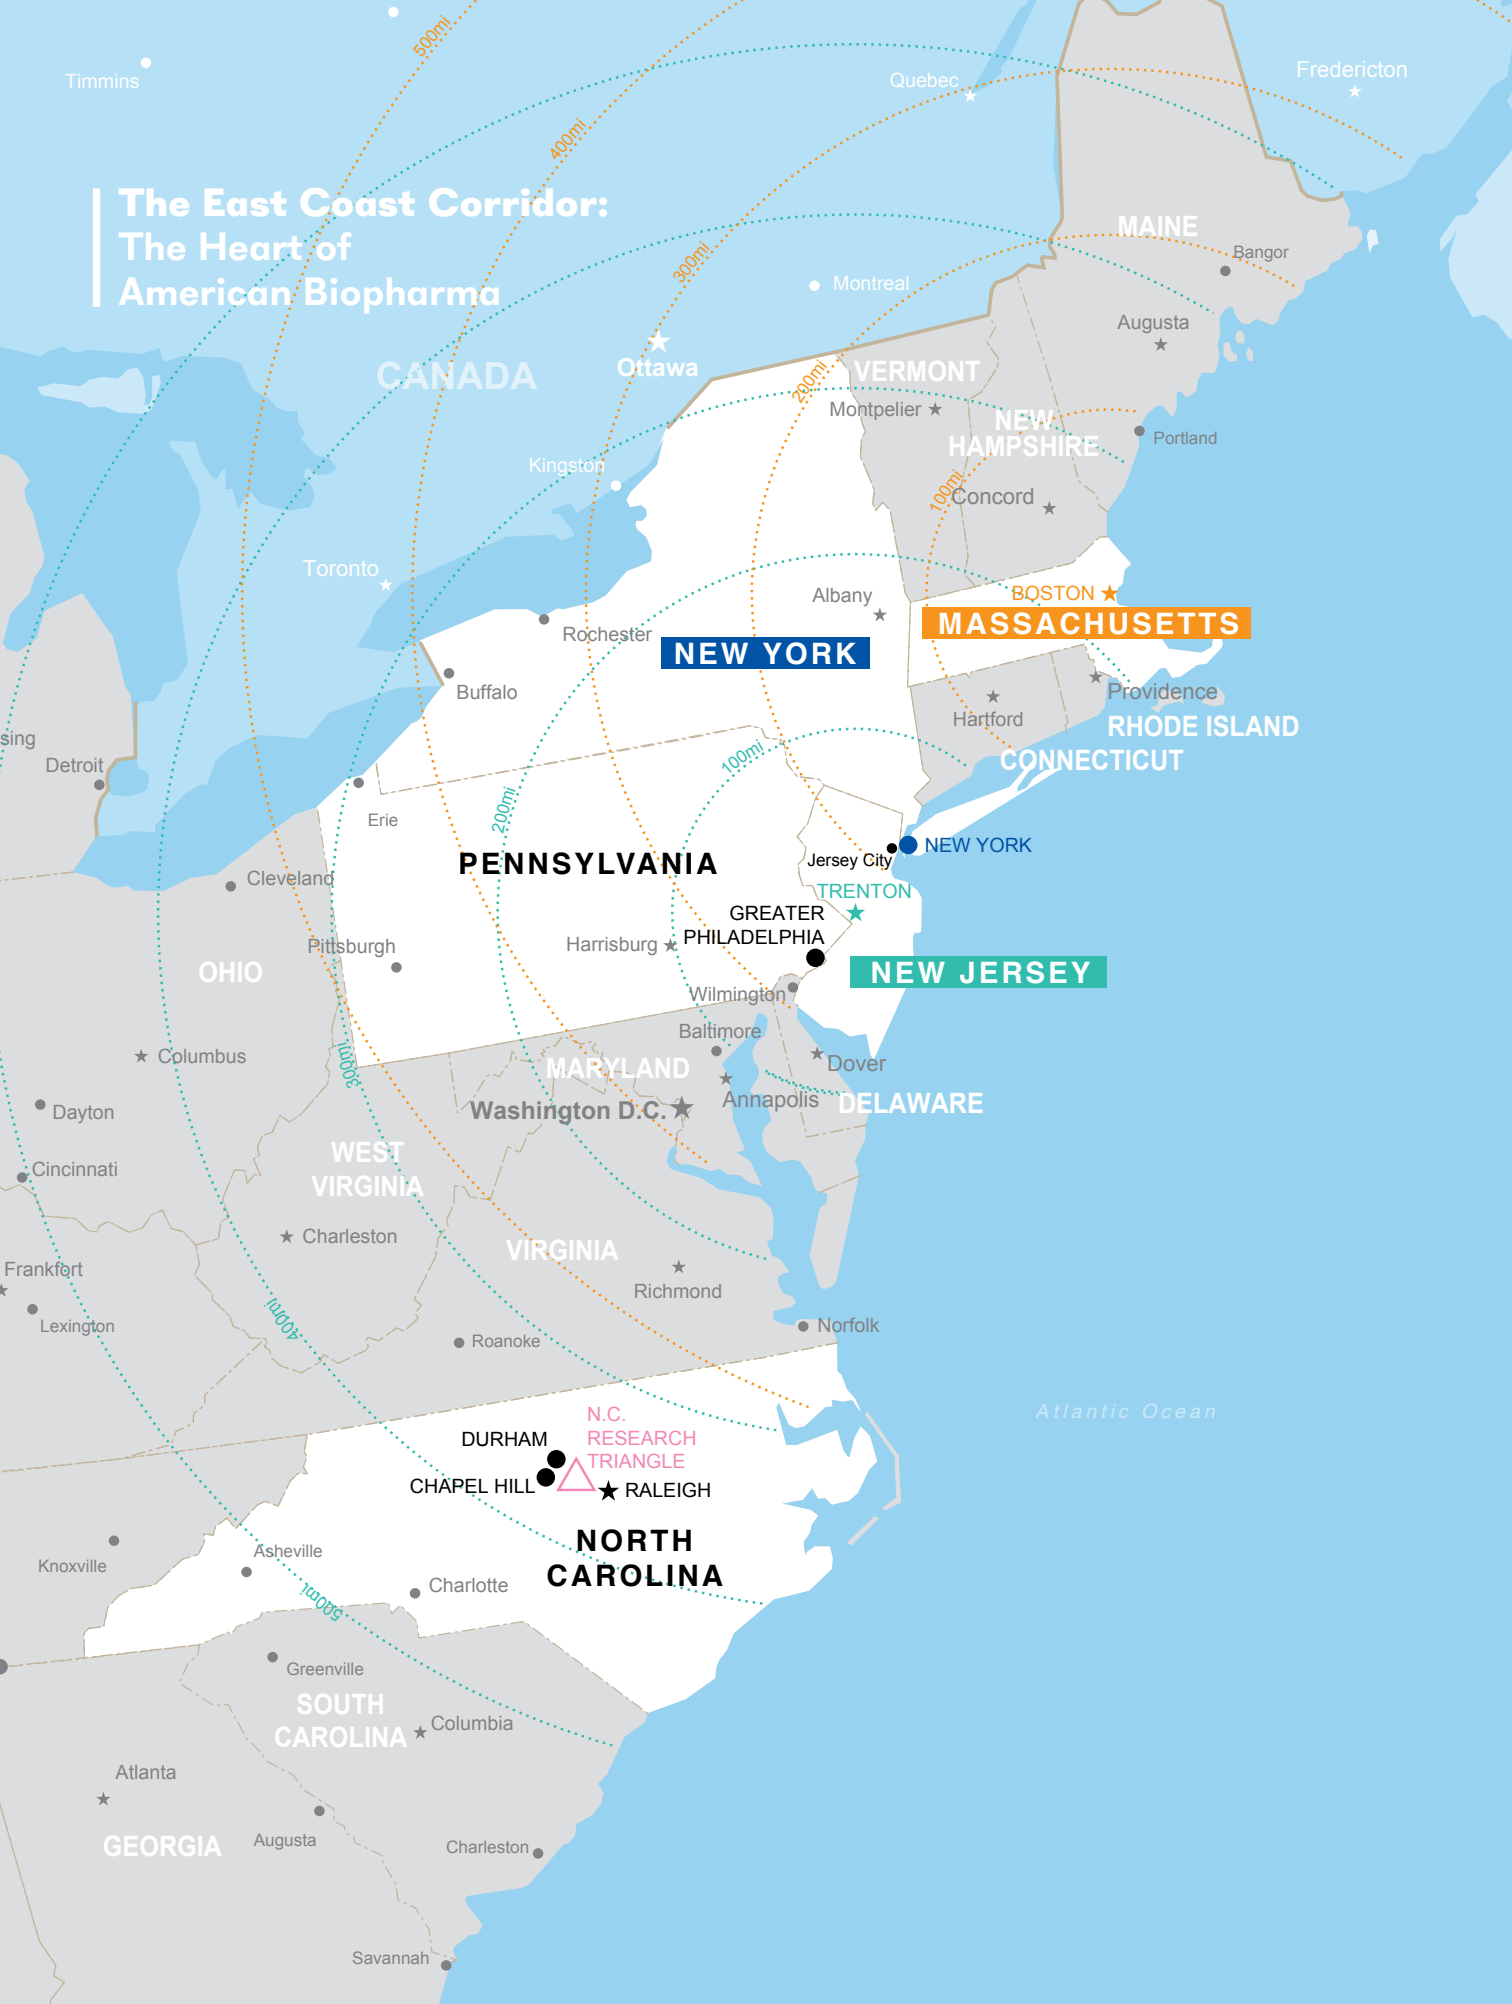 500mi
Timmins
Quebec
Fredericton
400mi
The East Coast Corridor:
The Heart of
American Biopharma
MAINE
Bangor
300mi
Montreal
Augusta
CANADA
Ottawa
200mi
VERMONT
Montpelier
NEW
HAMPSHIRE
Portland
Kingston
100mi
Concord
Toronto
BOSTON
Albany
MASSACHUSETTS
Rochester
NEW YORK
Buffalo
Providence
Hartford
RHODE ISLAND
CONNECTICUT
sing
Detroit
100mi
200mi
Erie
PENNSYLVANIA
NEW YORK
Jersey City
Cleveland
TRENTON
GREATER
PHILADELPHIA
Pittsburgh
Harrisburg
OHIO
NEW JERSEY
Wilmington
Baltimore
Columbus
300mi
MARYLAND
Dover
Annapolis
DELAWARE
Washington D.C.
Dayton
WEST
VIRGINIA
Cincinnati
Charleston
VIRGINIA
Frankfort
Richmond
400mi
Lexington
Norfolk
Roanoke
Atlantic Ocean
N.C.
RESEARCH
TRIANGLE
DURHAM
CHAPEL HILL
RALEIGH
NORTH
CAROLINA
Knoxville
Asheville
Charlotte
500mi
Greenville
SOUTH
CAROLINA
Columbia
Atlanta
GEORGIA
Augusta
Charleston
Savannah